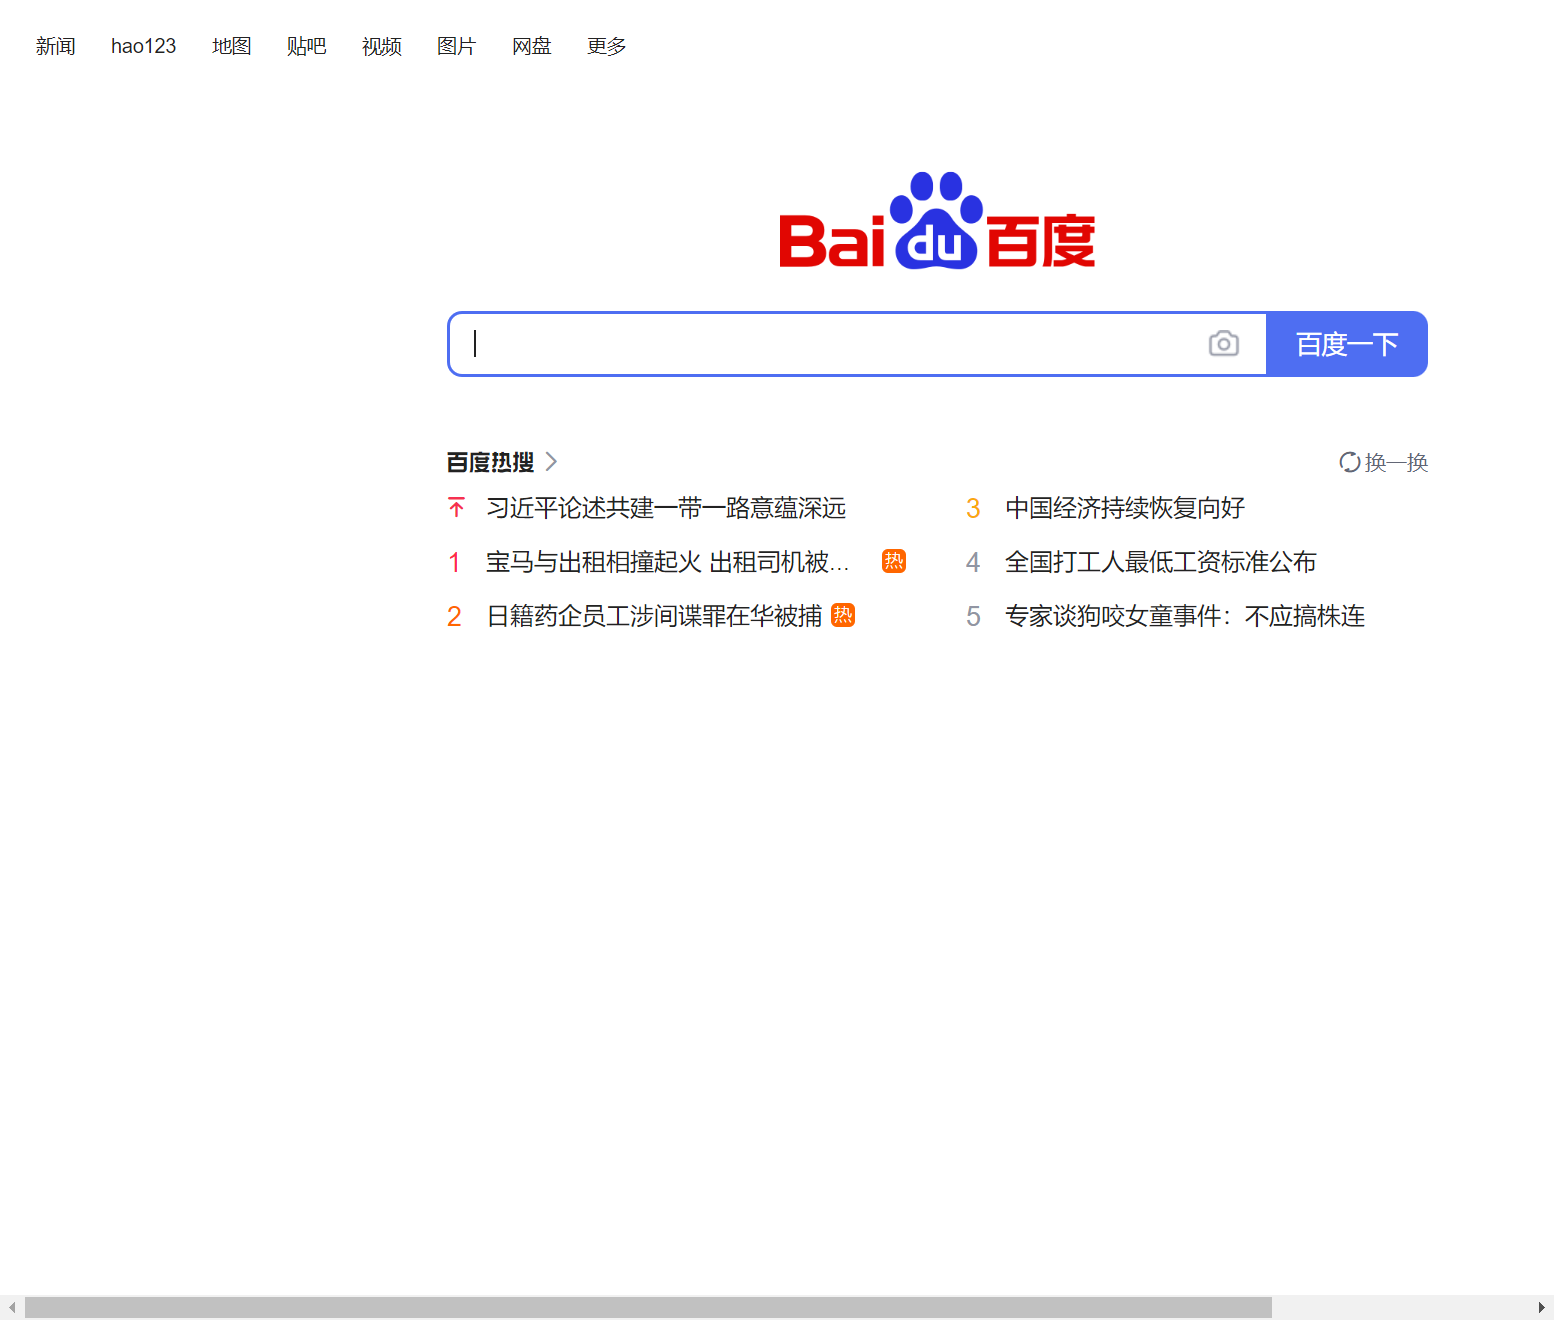 新闻 hao123 地图 贴吧 视频 图片 网盘 更多
Bai du 百度
百度一下
百度热搜 换一换
习近平论述共建一带一路意蕴深远
1 宝马与出租相撞起火 出租司机被... 热
2 日籍药企员工涉间谍罪在华被捕 热
3 中国经济持续恢复向好
4 全国打工人最低工资标准公布
5 专家谈狗咬女童事件：不应搞株连